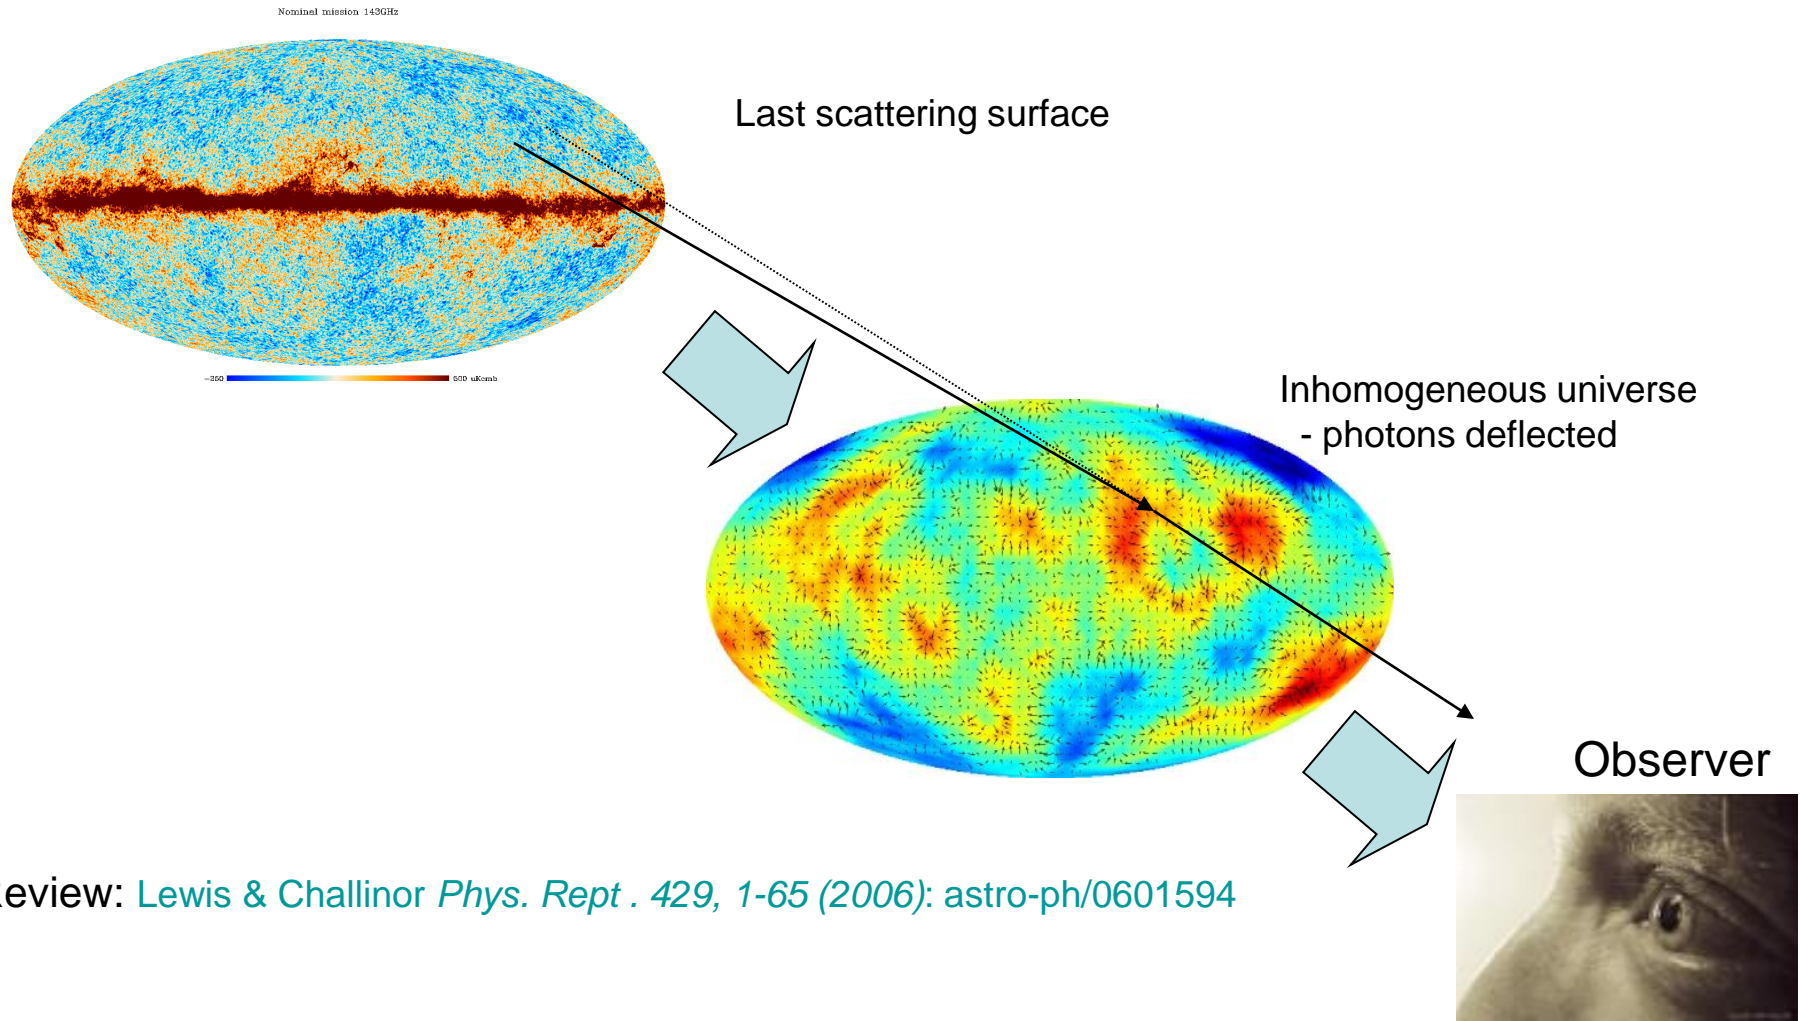 Nominal mission 143GHz
Last scattering surface
-350 500 uKcmb
Inhomogeneous universe
- photons deflected
Observer
eview: Lewis & Challinor Phys. Rept . 429, 1-65 (2006): astro-ph/0601594